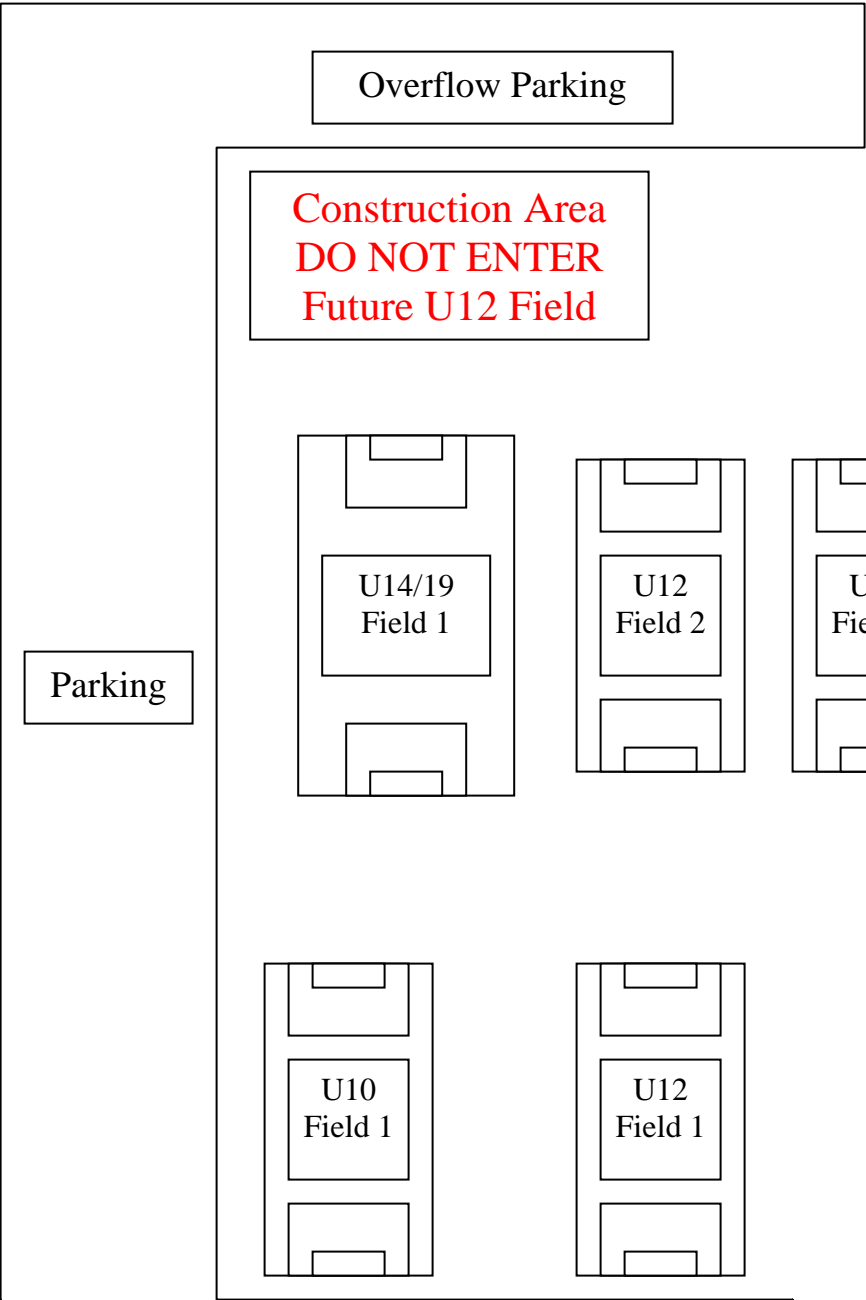 Overflow Parking
Construction Area
DO NOT ENTER
Future U12 Field
U14/19
Field 1
U12
Field 2
Parking
U10
Field 1
U12
Field 1